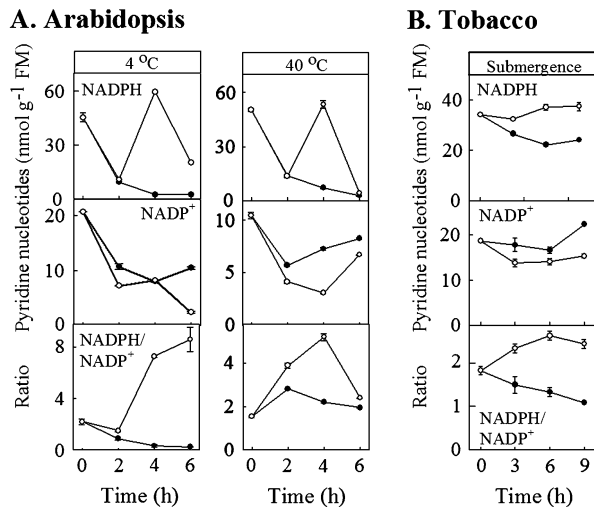 A. Arabidopsis
B. Tobacco
4 °C
40 °C
Submergence
Pyridine nucleotides (nmol g⁻¹ FM)
Ratio
NADPH
60
30
0
NADP⁺
20
10
0
NADPH/
NADP⁺
8
4
0
0 2 4 6
Time (h)
60
30
0
10
5
0
6
4
2
0
0 2 4 6
Time (h)
Pyridine nucleotides (nmol g⁻¹ FM)
Ratio
NADPH
40
20
0
NADP⁺
30
20
10
0
NADPH/
NADP⁺
2
1
0
0 3 6 9
Time (h)